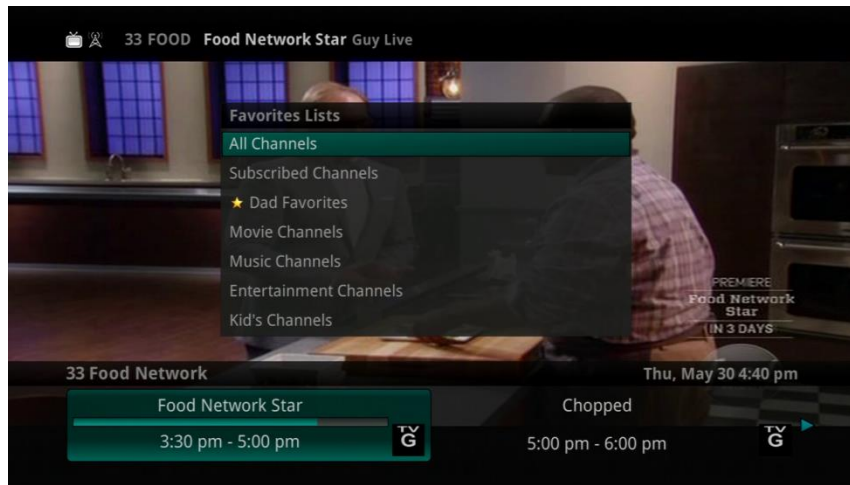 33 FOOD Food Network Star Guy Live
Favorites Lists
All Channels
Subscribed Channels
Dad Favorites
Movie Channels
Music Channels
Entertainment Channels
Kid's Channels
PREMIERE
Food Network
Star
IN 3 DAYS
33 Food Network
Thu, May 30 4:40 pm
Food Network Star
3:30 pm - 5:00 pm
TV
G
Chopped
5:00 pm - 6:00 pm
TV
G